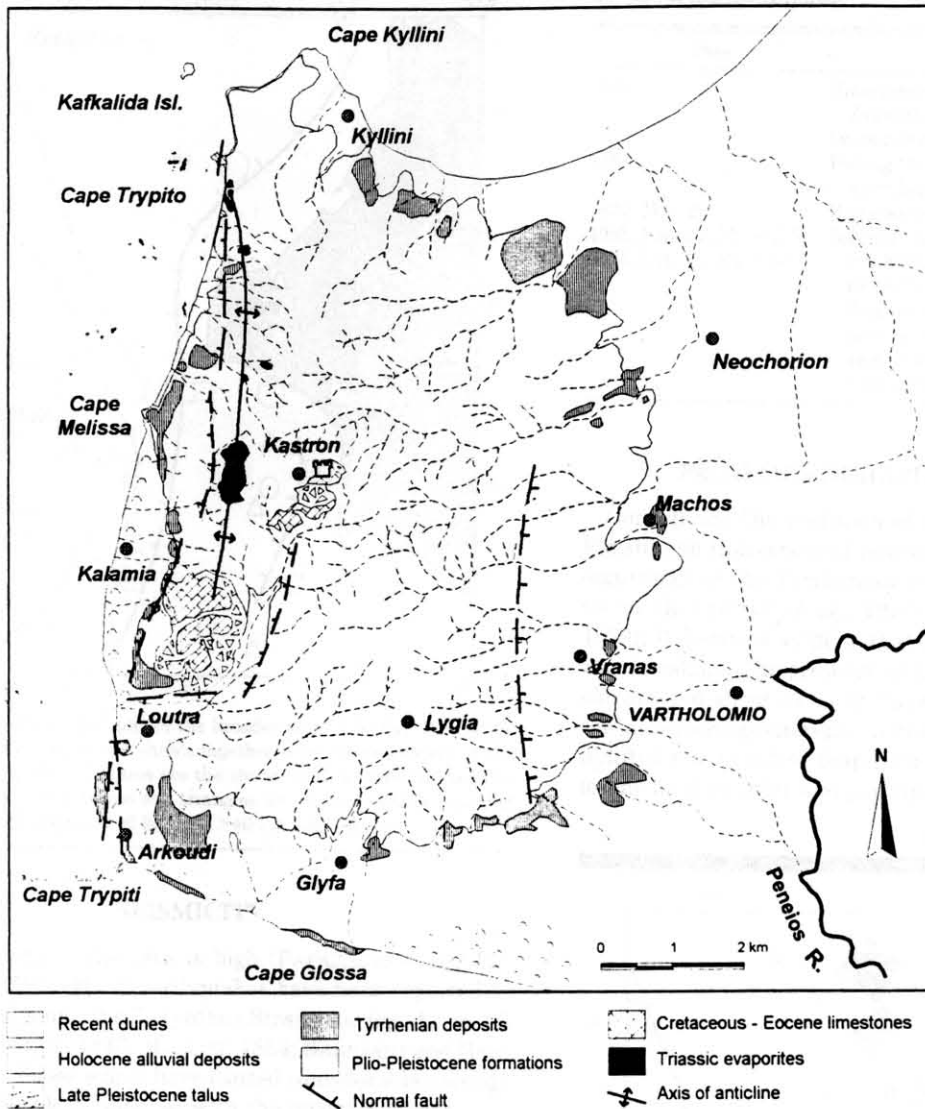 Cape Kyllini
Kafkalida Isl.
Kyllini
Cape Trypito
Neochorion
Cape
Melissa
Kastron
Machos
Kalamia
Vranas
VARTHOLOMIO
Loutra
Lygia
N
Arkoudi
Glyfa
Cape Trypiti
Peneios R.
0 1 2 km
Cape Glossa
Recent dunes
Tyrrhenian deposits
Cretaceous - Eocene limestones
Holocene alluvial deposits
Plio-Pleistocene formations
Triassic evaporites
Late Pleistocene talus
Normal fault
Axis of anticline